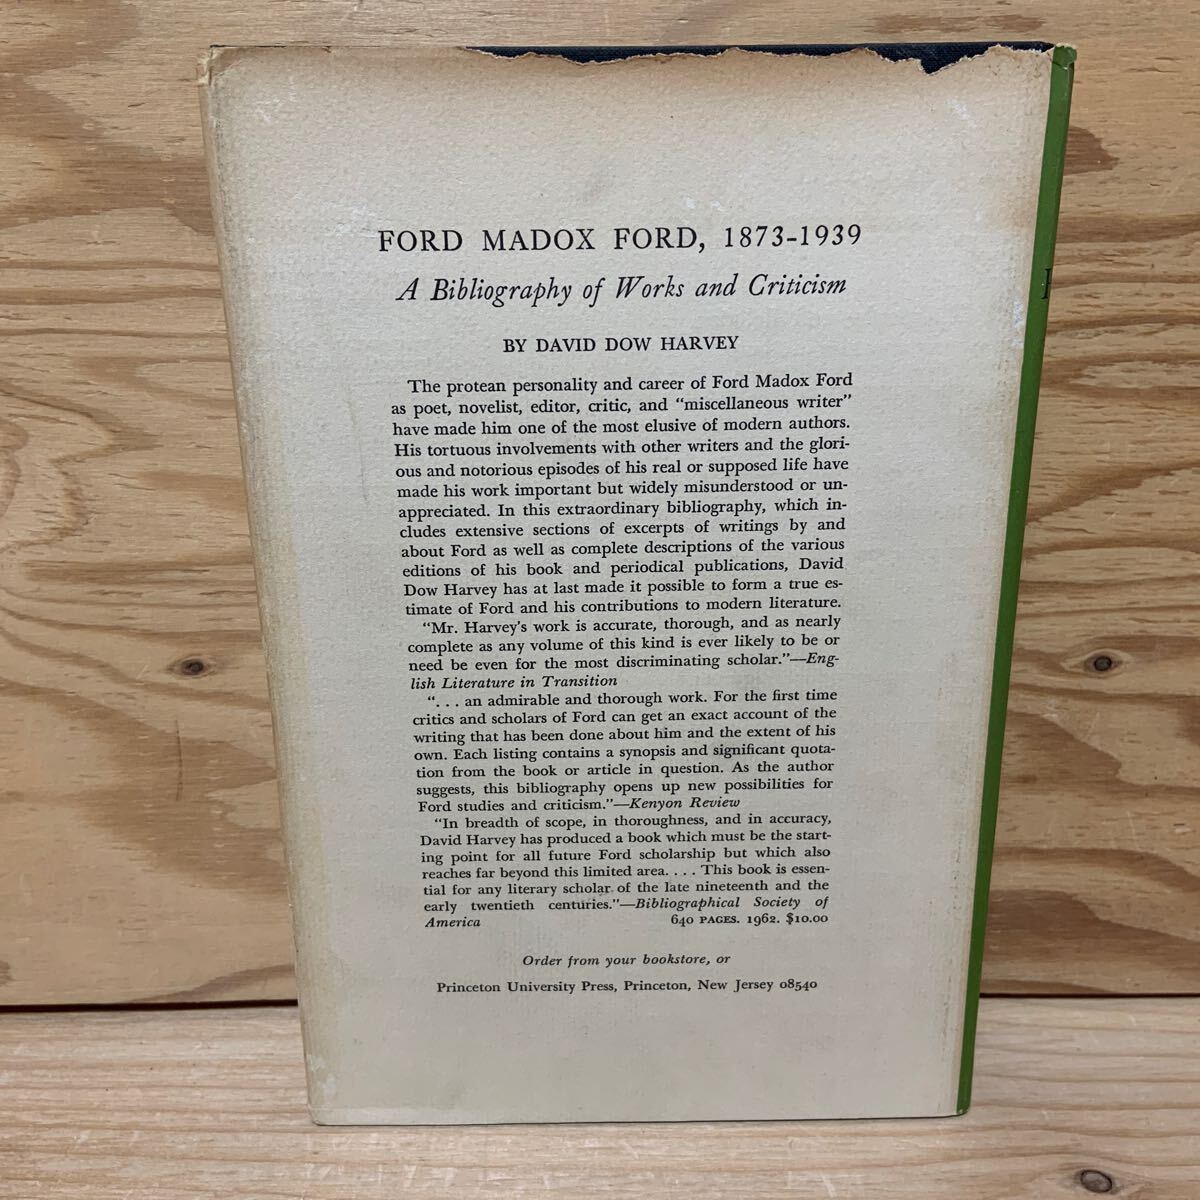 FORD MADOX FORD, 1873-1939
A Bibliography of Works and Criticism
BY DAVID DOW HARVEY
The protean personality and career of Ford Madox Ford
as poet, novelist, editor, critic, and “miscellaneous writer”
have made him one of the most elusive of modern authors.
His tortuous involvements with other writers and the glori-
ous and notorious episodes of his real or supposed life have
made his work important but widely misunderstood or un-
appreciated. In this extraordinary bibliography, which in-
cludes extensive sections of excerpts of writings by and
about Ford as well as complete descriptions of the various
editions of his book and periodical publications, David
Dow Harvey has at last made it possible to form a true es-
timate of Ford and his contributions to modern literature.
“Mr. Harvey's work is accurate, thorough, and as nearly
complete as any volume of this kind is ever likely to be or
need be even for the most discriminating scholar.”—Eng-
lish Literature in Transition
“. . . an admirable and thorough work. For the first time
critics and scholars of Ford can get an exact account of the
writing that has been done about him and the extent of his
own. Each listing contains a synopsis and significant quota-
tion from the book or article in question. As the author
suggests, this bibliography opens up new possibilities for
Ford studies and criticism.”—Kenyon Review
“In breadth of scope, in thoroughness, and in accuracy,
David Harvey has produced a book which must be the start-
ing point for all future Ford scholarship but which also
reaches far beyond this limited area. . . . This book is essen-
tial for any literary scholar of the late nineteenth and the
early twentieth centuries.”—Bibliographical Society of
America 640 PAGES. 1962. $10.00
Order from your bookstore, or
Princeton University Press, Princeton, New Jersey 08540